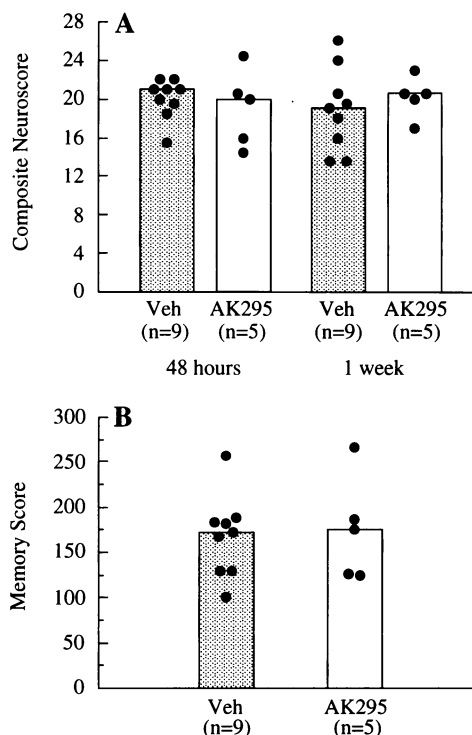 A
Composite Neuroscore
28
24
20
16
12
8
4
0
Veh AK295 Veh AK295
(n=9) (n=5) (n=9) (n=5)
48 hours 1 week
B
Memory Score
300
250
200
150
100
50
0
Veh AK295
(n=9) (n=5)